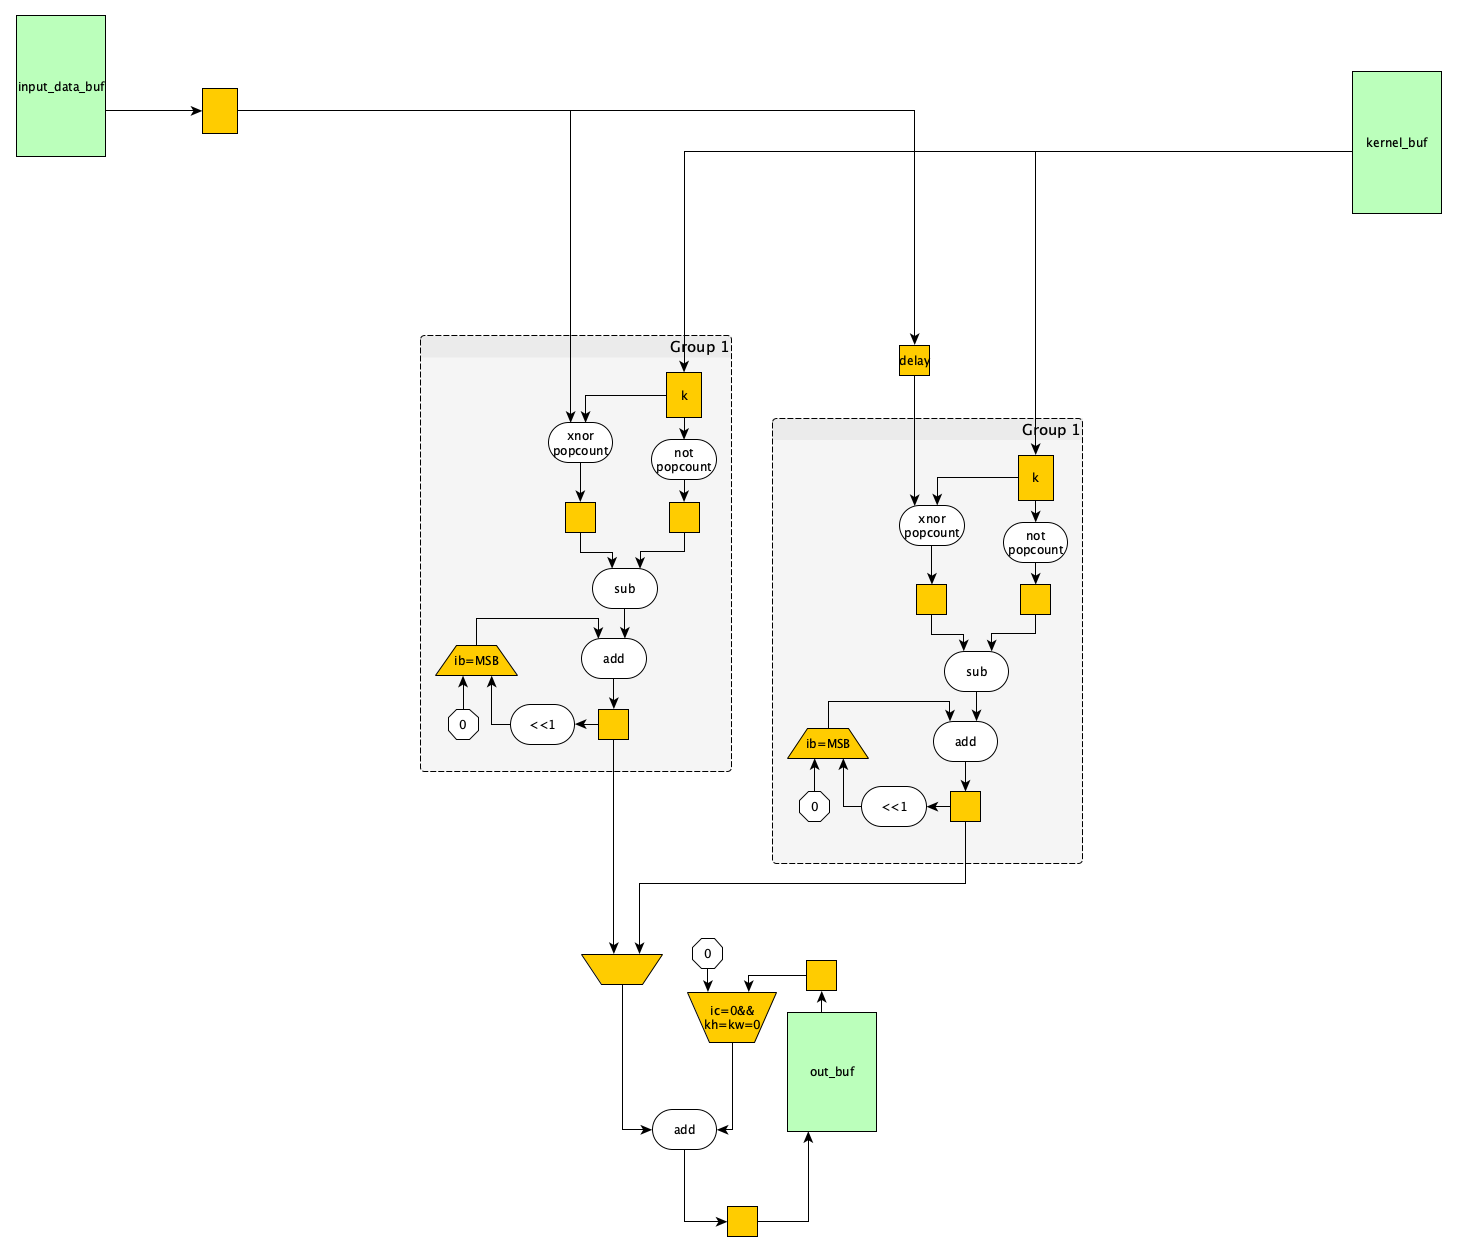 input_data_buf
kernel_buf
Group 1
delay
k
xnor
popcount
not
popcount
sub
ib=MSB
add
0
<<1
Group 1
k
xnor
popcount
not
popcount
sub
ib=MSB
add
0
<<1
0
ic=0&&
kh=kw=0
out_buf
add